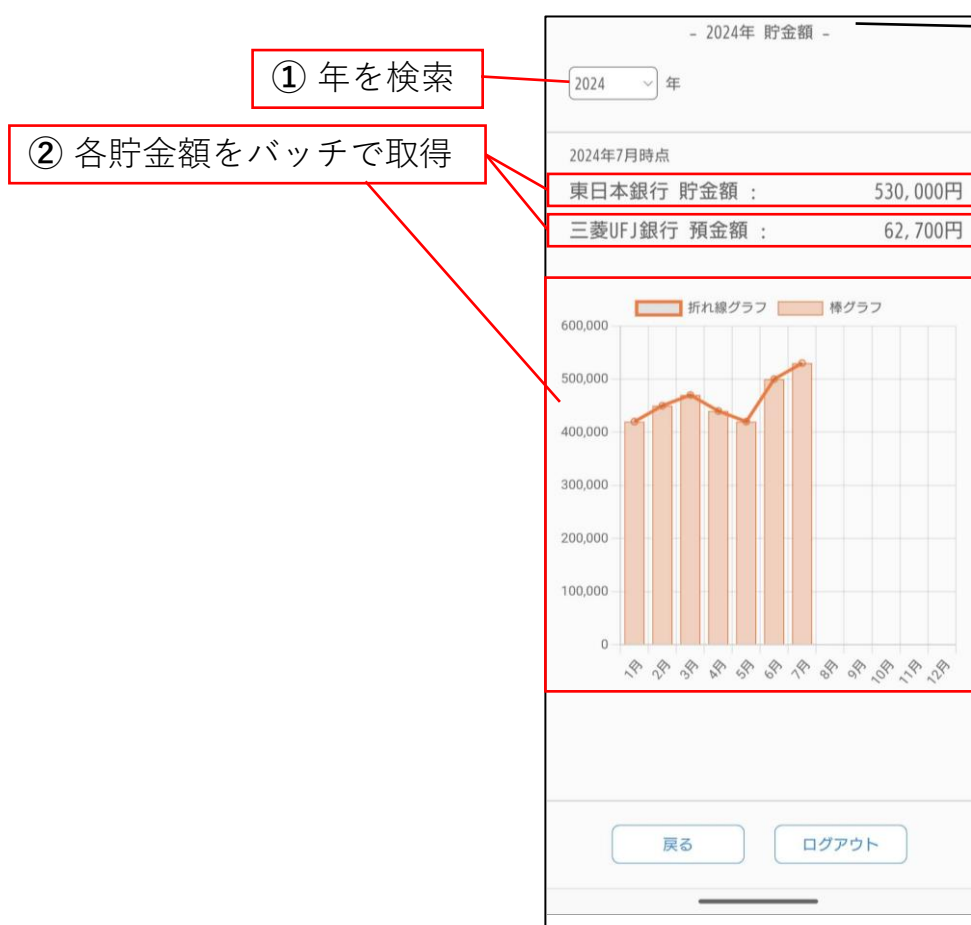 – 2024年 貯金額 –
① 年を検索
2024 年
② 各貯金額をバッチで取得
2024年7月時点
東日本銀行 貯金額 : 530,000円
三菱UFJ銀行 預金額 : 62,700円
折れ線グラフ 棒グラフ
600,000
500,000
400,000
300,000
200,000
100,000
0
1月 2月 3月 4月 5月 6月 7月 8月 9月 10月 11月 12月
戻る ログアウト